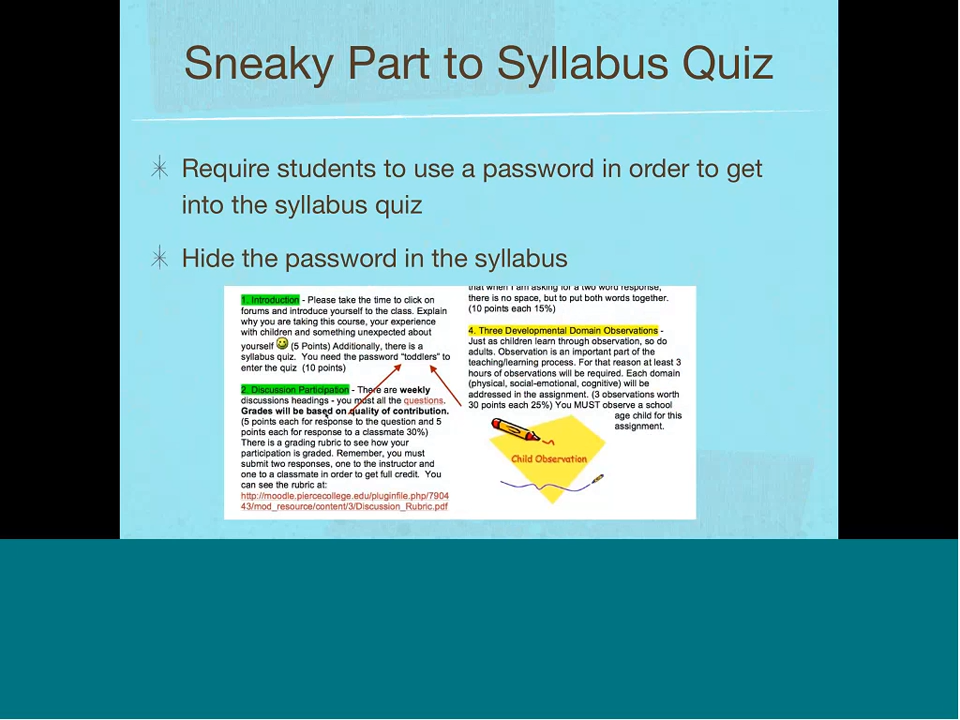 Sneaky Part to Syllabus Quiz
Require students to use a password in order to get
into the syllabus quiz
Hide the password in the syllabus
1. Introduction - Please take the time to click on
forums and introduce yourself to the class. Explain
why you are taking this course, your experience
with children and something unexpected about
yourself (5 Points) Additionally, there is a
syllabus quiz. You need the password "toddlers" to
enter the quiz (10 points)
2. Discussion Participation - There are weekly
discussions headings - you must all the questions.
Grades will be based on quality of contribution.
(5 points each for response to the question and 5
points each for response to a classmate 30%)
There is a grading rubric to see how your
participation is graded. Remember, you must
submit two responses, one to the instructor and
one to a classmate in order to get full credit. You
can see the rubric at:
http://moodle.piercecollege.edu/pluginfile.php/7904
43/mod_resource/content/3/Discussion_Rubric.pdf
that when I am asking for a two word response,
there is no space, but to put both words together.
(10 points each 15%)
4. Three Developmental Domain Observations -
Just as children learn through observation, so do
adults. Observation is an important part of the
teaching/learning process. For that reason at least 3
hours of observations will be required. Each domain
(physical, social-emotional, cognitive) will be
addressed in the assignment. (3 observations worth
30 points each 25%) You MUST observe a school
age child for this
assignment.
Child Observation